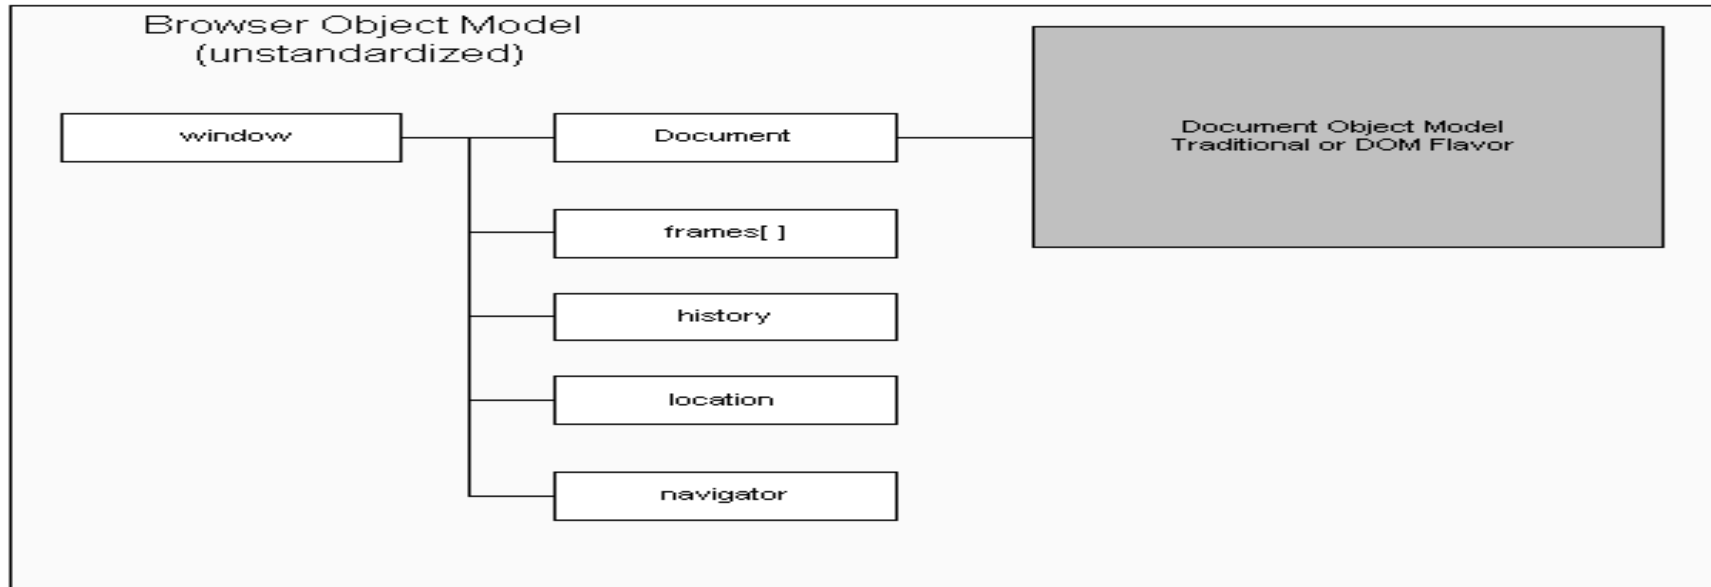 Browser Object Model
(unstandardized)
window
Document
Document Object Model
Traditional or DOM Flavor
frames[ ]
history
location
navigator